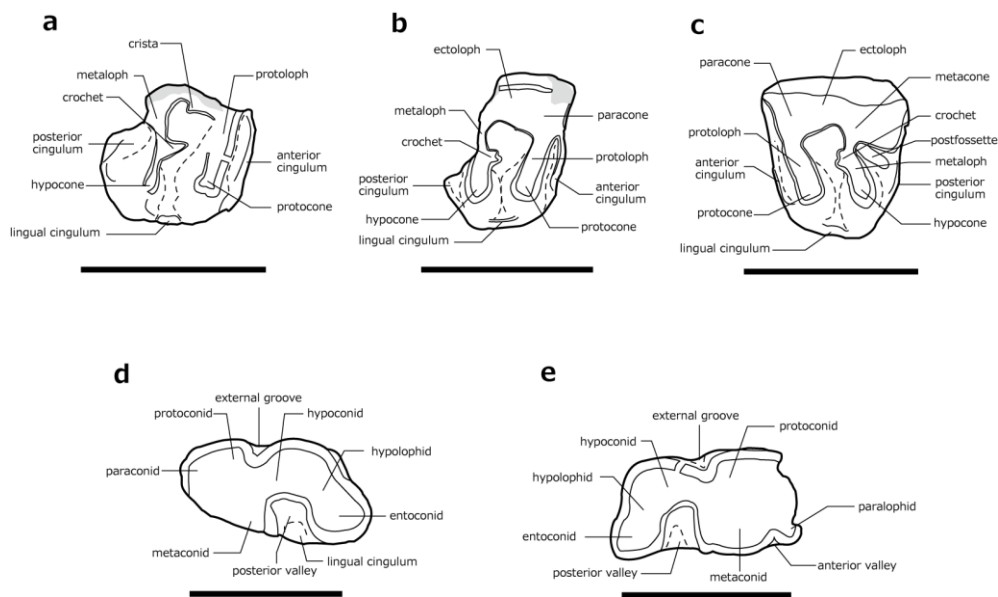 a
crista
metaloph
protoloph
crochet
posterior
cingulum
anterior
cingulum
hypocone
protocone
lingual cingulum
b
ectoloph
metaloph
paracone
crochet
protoloph
posterior
cingulum
anterior
cingulum
hypocone
protocone
lingual cingulum
c
ectoloph
paracone
metacone
crochet
postfossette
protoloph
metaloph
anterior
cingulum
posterior
cingulum
protocone
hypocone
lingual cingulum
d
external groove
protoconid
hypoconid
hypolophid
paraconid
entoconid
metaconid
lingual cingulum
posterior valley
e
external groove
protoconid
hypoconid
hypolophid
paralophid
entoconid
anterior valley
posterior valley
metaconid